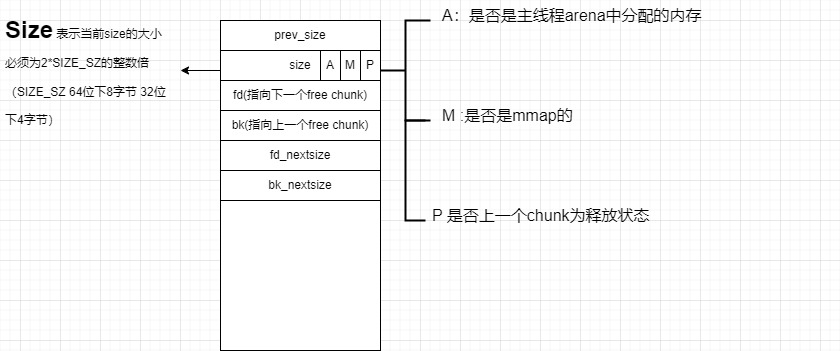 Size 表示当前size的大小
必须为2*SIZE_SZ的整数倍
（SIZE_SZ 64位下8字节 32位
下4字节）
prev_size
size A M P
fd(指向下一个free chunk)
bk(指向上一个free chunk)
fd_nextsize
bk_nextsize
A：是否是主线程arena中分配的内存
M :是否是mmap的
P 是否上一个chunk为释放状态